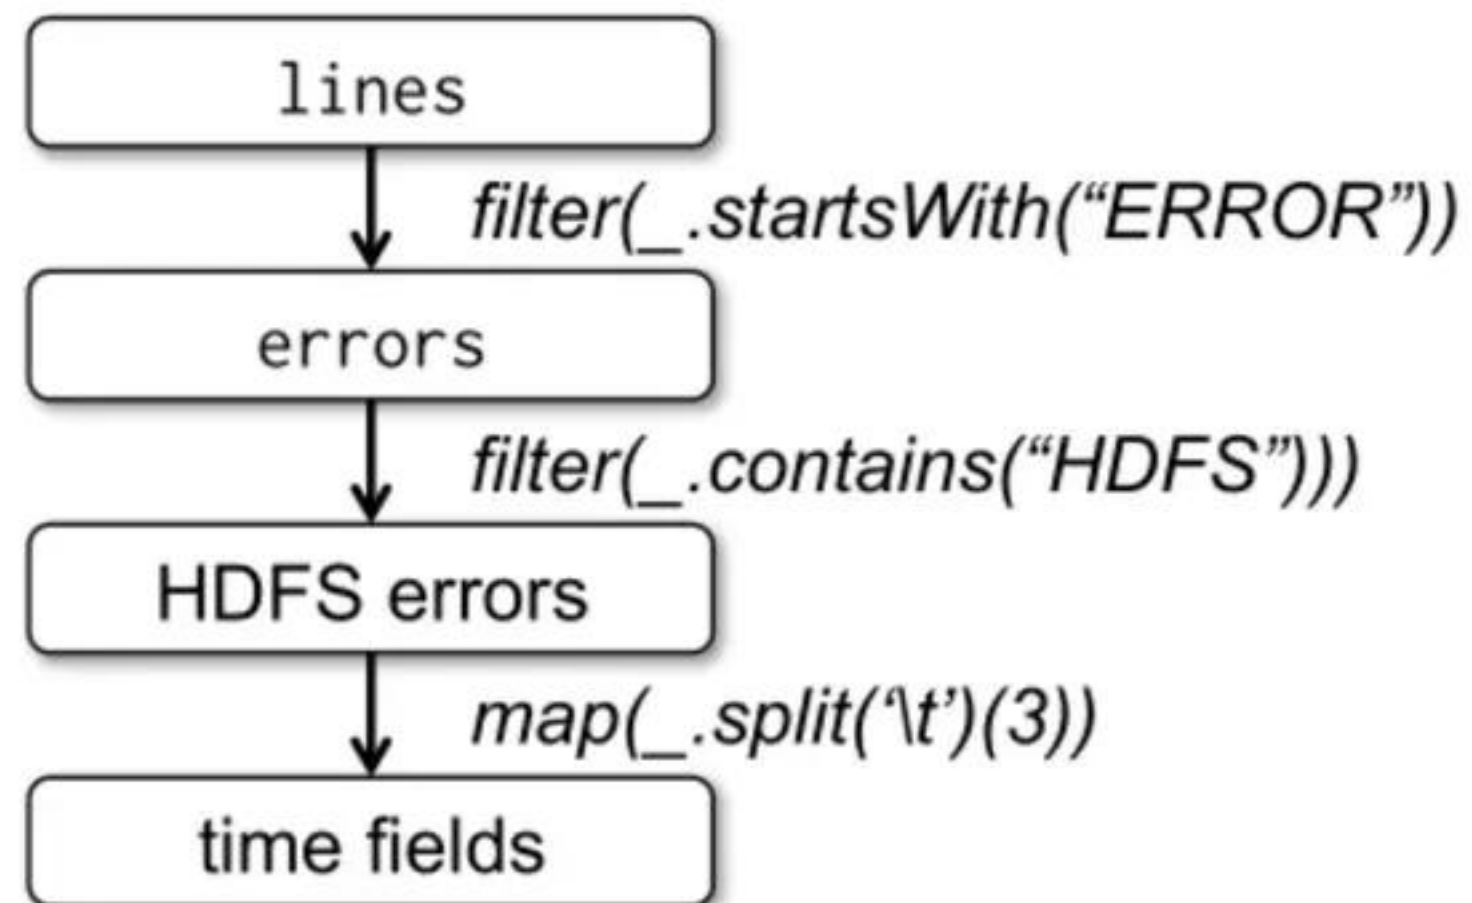 lines
filter(_.startsWith(“ERROR”))
errors
filter(_.contains(“HDFS”)))
HDFS errors
map(_.split(‘\t’)(3))
time fields